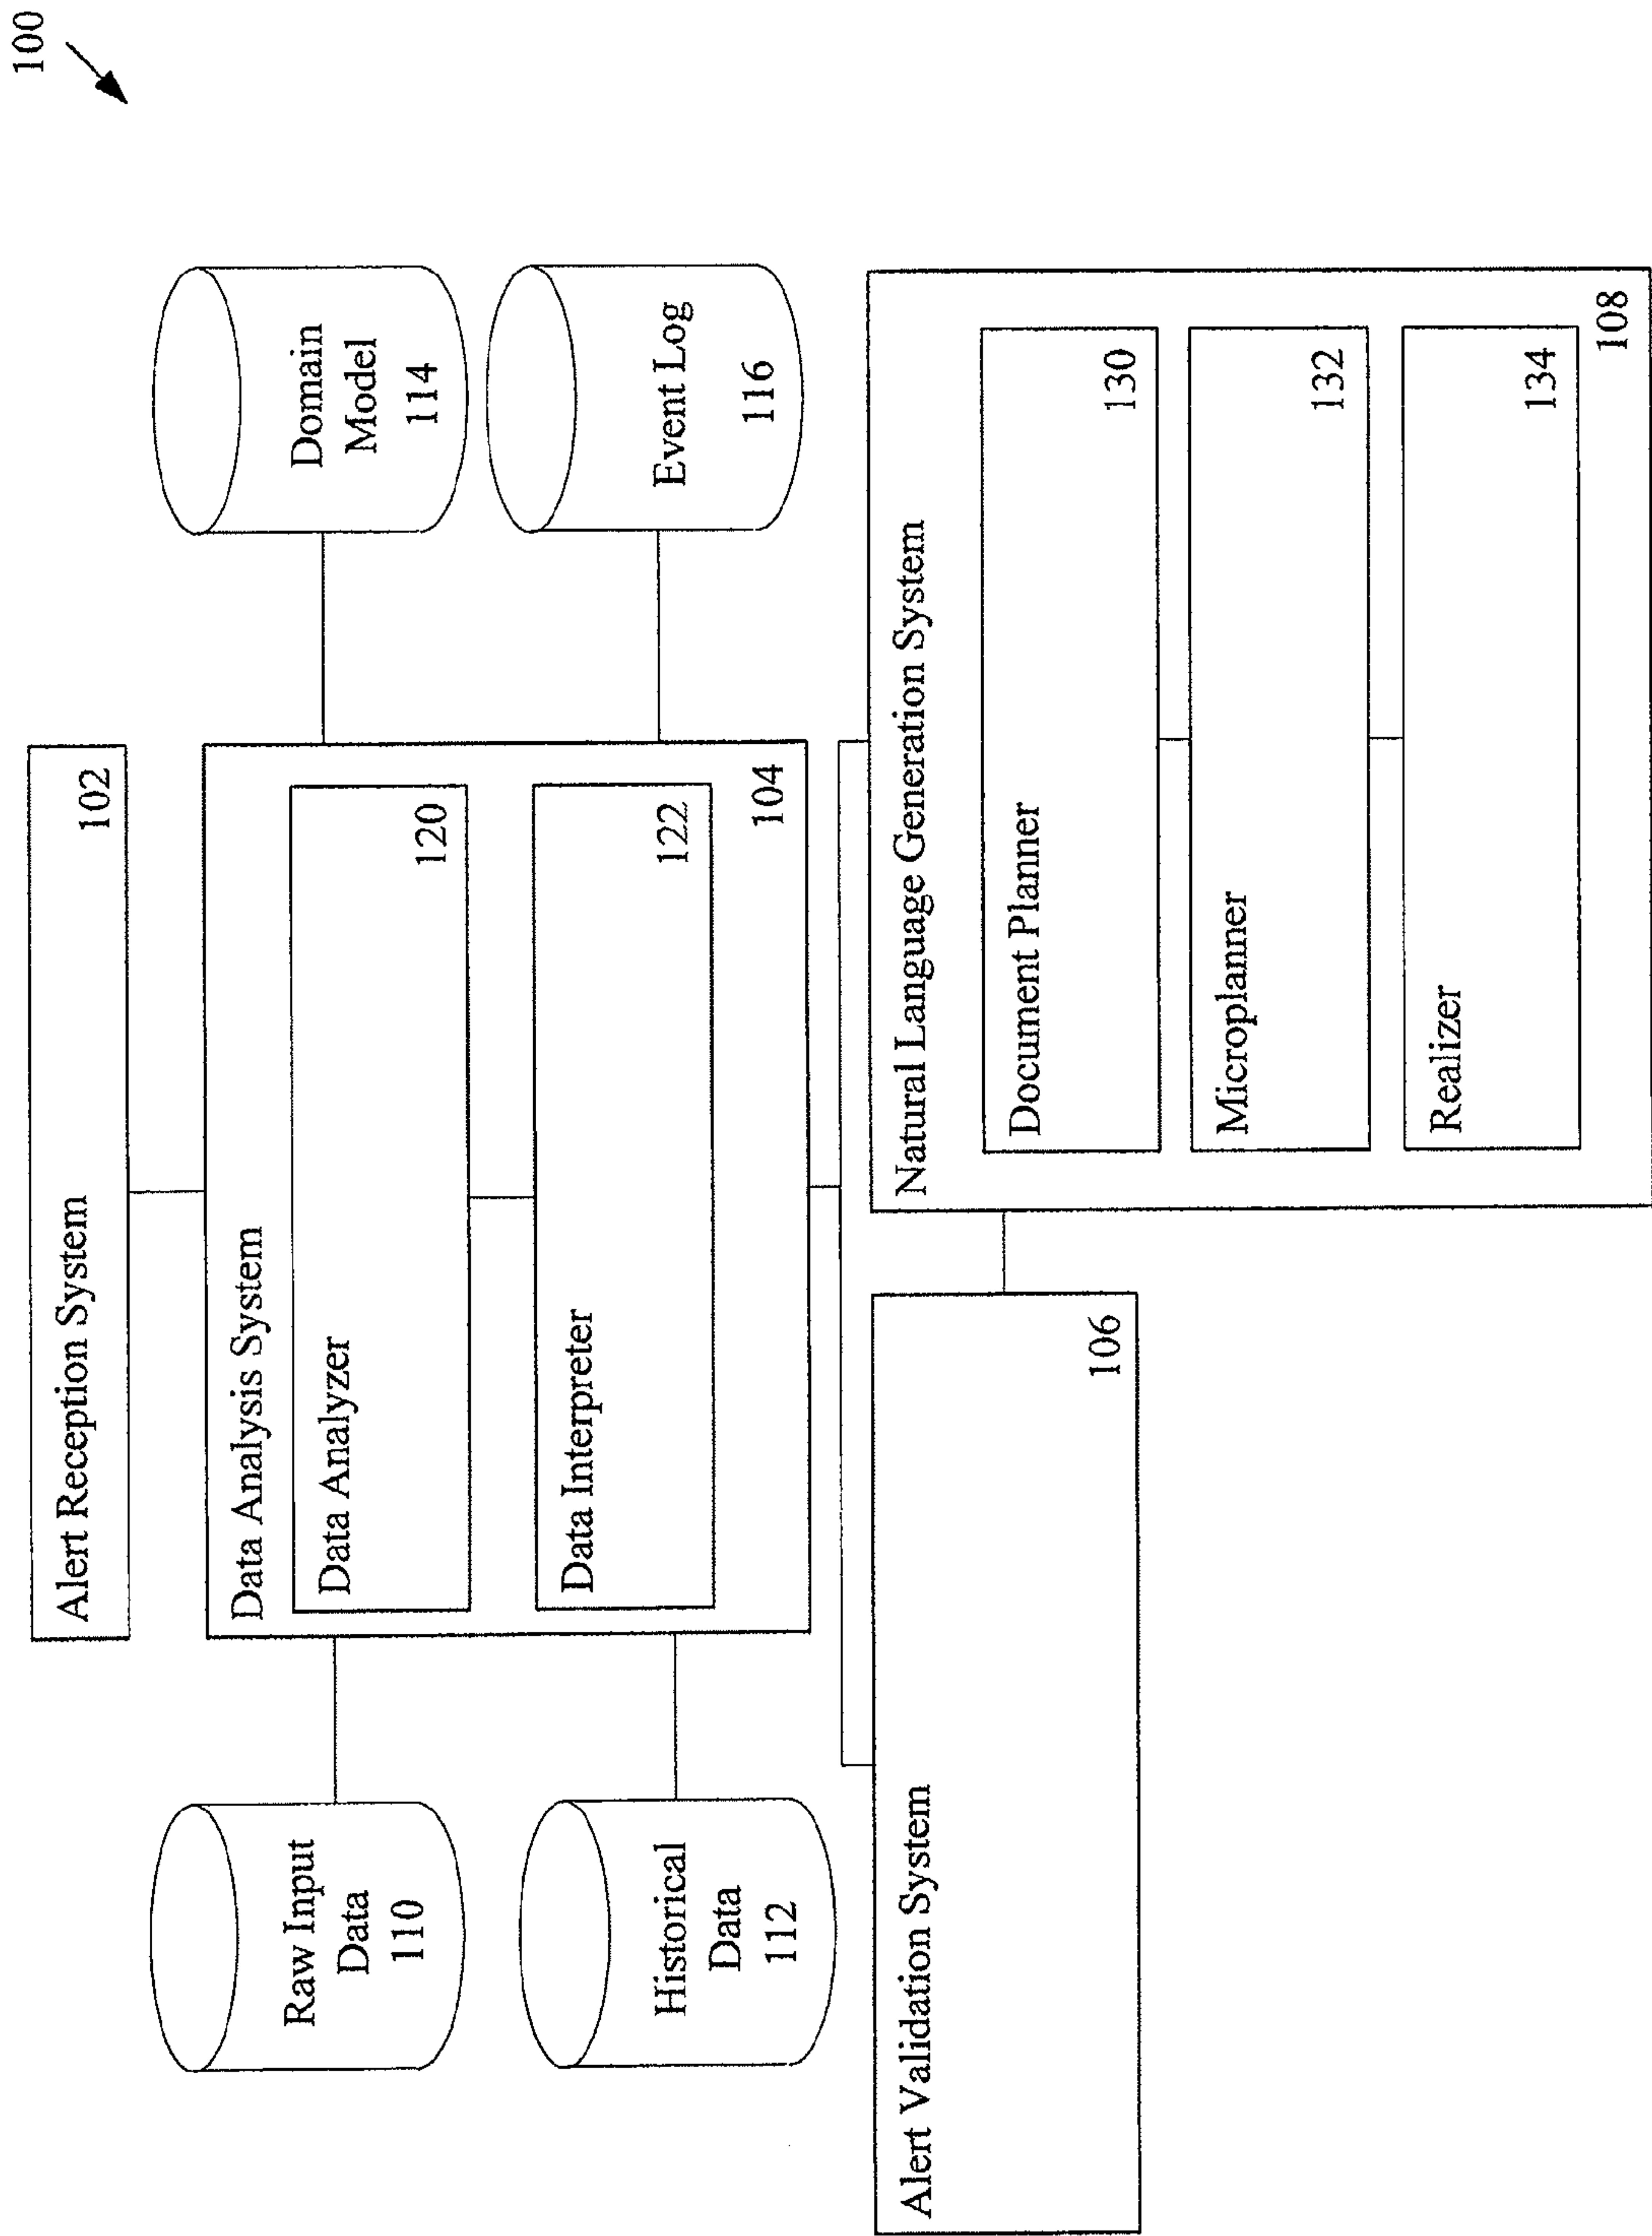 100
Alert Reception System
102
Raw Input
Data
110
Historical
Data
112
Data Analysis System
Data Analyzer
120
Data Interpreter
122
104
Domain
Model
114
Event Log
116
Alert Validation System
106
Natural Language Generation System
Document Planner
130
Microplanner
132
Realizer
134
108